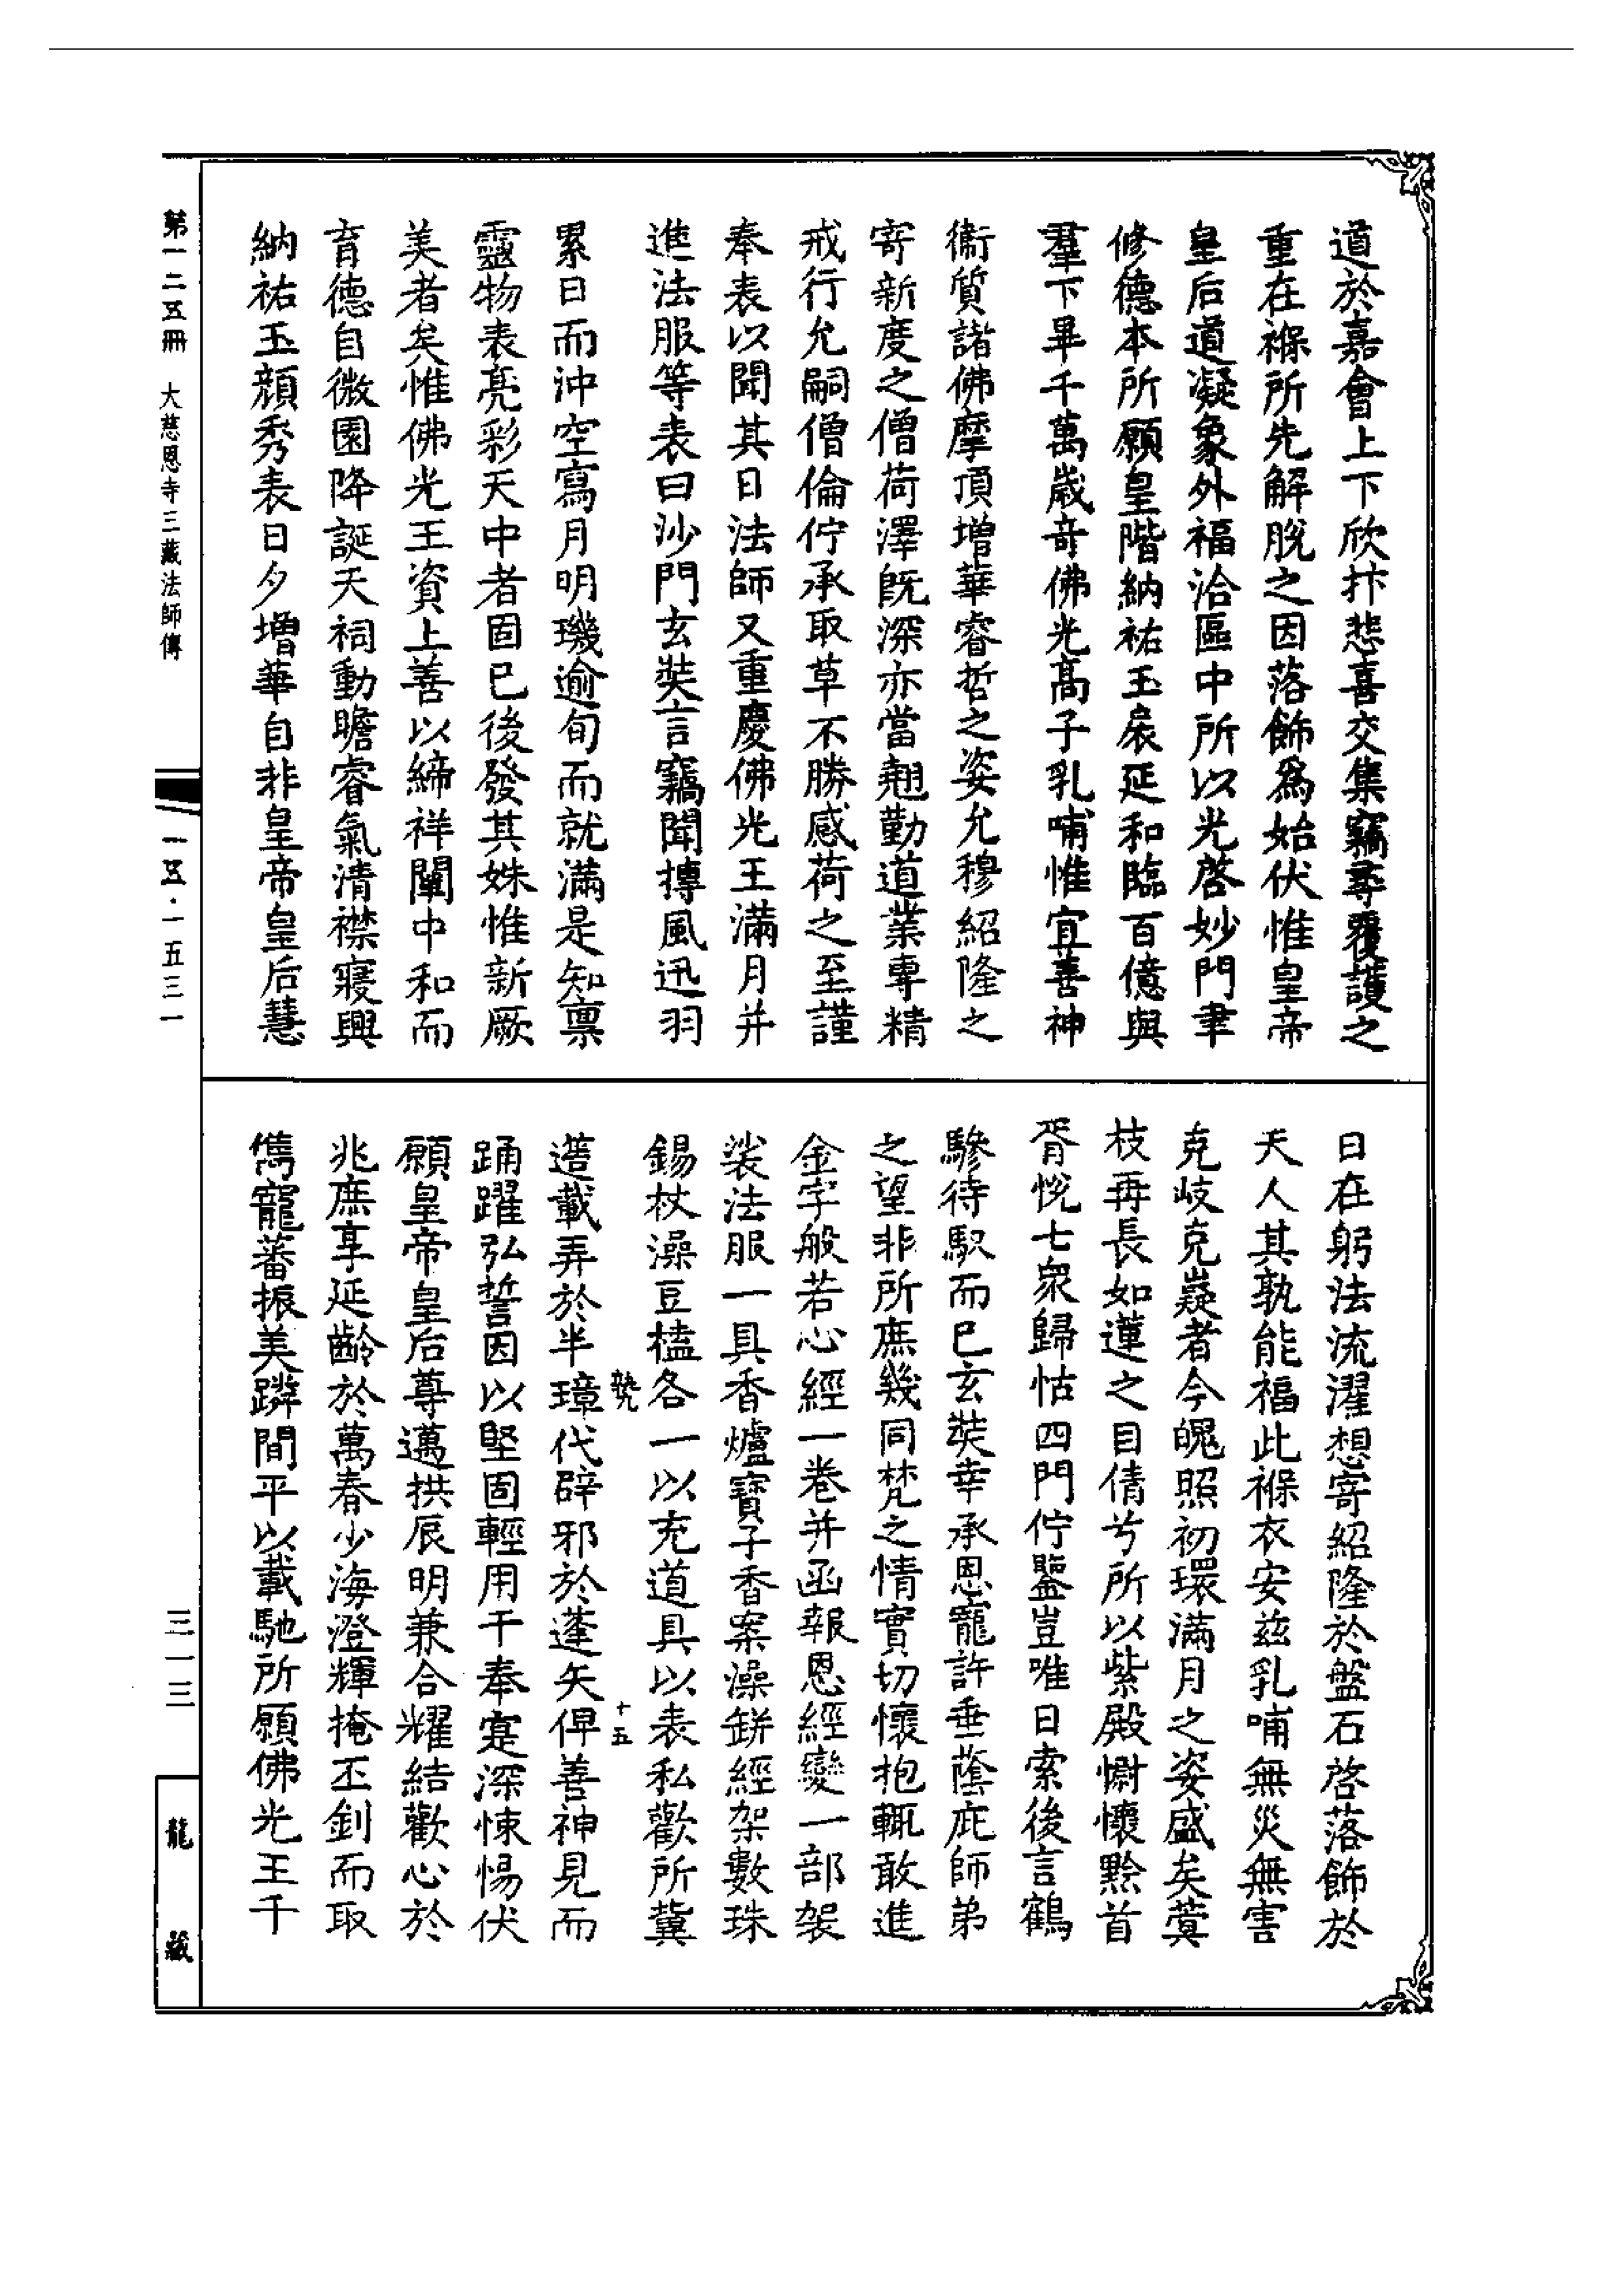 道於嘉會上下欣抃悲喜交集竊尋覆護之
重在褓所先解脫之因落飾爲始伏惟皇帝
皇后道凝象外福洽區中所以光啓妙門聿
修德本所願皇階納祐玉扆延和臨百億與
羣下畢千萬歲奇佛光高子乳哺惟宜善神
衞質諸佛摩頂增華睿哲之姿允穆紹隆之
寄新度之僧荷澤旣深亦當翹勤道業專精
戒行允嗣僧倫佇承取草不勝感荷之至謹
奉表以聞其日法師又重慶佛光王滿月并
進法服等表曰沙門玄奘言竊聞摶風迅羽
累日而沖空寫月明璣逾旬而就滿是知稟
靈物表亮彩天中者固已後發其姝惟新厥
美者矣惟佛光王資上善以締祥闡中和而
育德自微園降誕天祠動瞻睿氣清襟寢興
納祐玉顔秀表日夕增華自非皇帝皇后慧
日在躬法流濯想寄紹隆於盤石啓落飾於
天人其孰能福此褓衣安兹乳哺無災無害
克岐克嶷者今魄照初環滿月之姿盛矣蓂
枝再長如蓮之目倩兮所以紫殿慰懷黔首
胥悅七衆歸怙四門佇鑒豈唯日索後言鶴
驂待馭而已玄奘幸承恩寵許垂蔭庇師弟
之望非所庶幾同梵之情實切懷抱輒敢進
金字般若心經一卷并函報恩經變一部袈
裟法服一具香爐寶子香案澡缾經架數珠
錫杖澡豆榼各一以充道具以表私歡所冀
執九 十五
造載弄於半璋代辟邪於蓬矢俾善神見而
踊躍弘誓因以堅固輕用干奉寔深悚惕伏
願皇帝皇后尊邁拱辰明兼合耀結歡心於
兆庶享延齡於萬春少海澄輝掩丕釗而取
儁寵蕃振美轔閒平以載馳所願佛光王千
第一二五冊 大慈恩寺三藏法師傳
一五·一五三一
三一三
龍藏